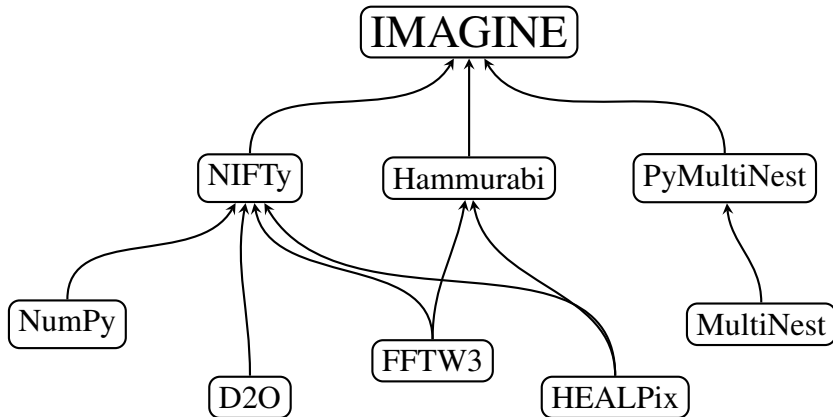 IMAGINE
NIFTy
Hammurabi
PyMultiNest
NumPy
MultiNest
FFTW3
D2O
HEALPix